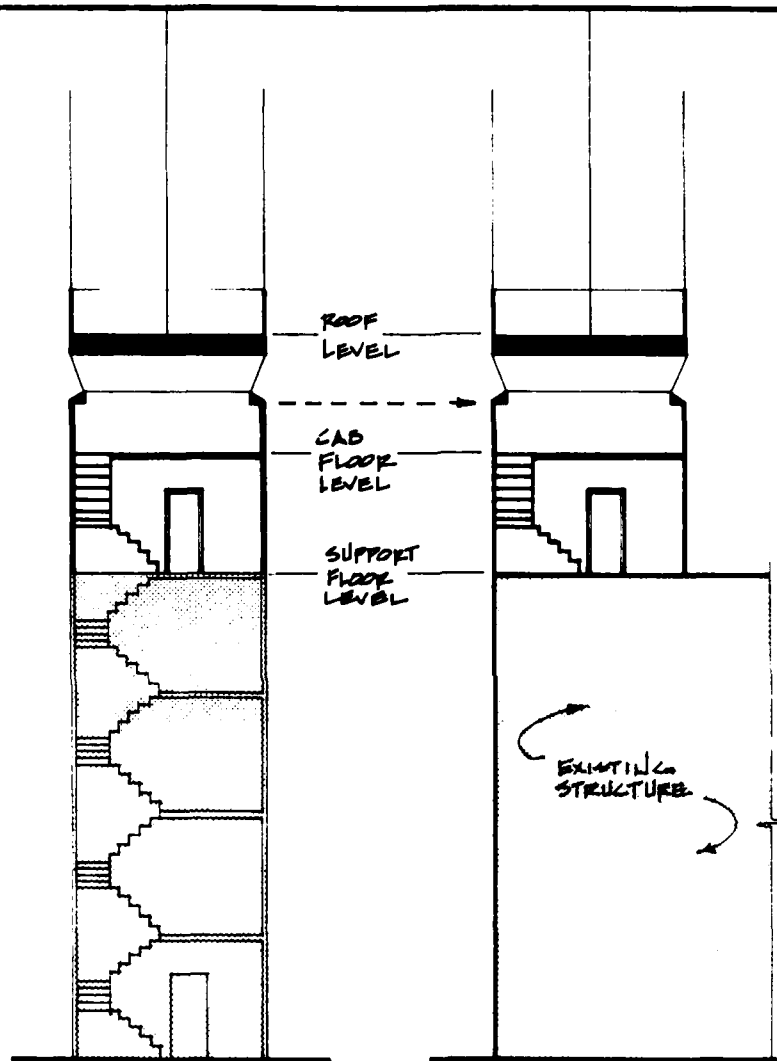 ROOF
LEVEL
CAB
FLOOR
LEVEL
SUPPORT
FLOOR
LEVEL
EXISTING
STRUCTURE